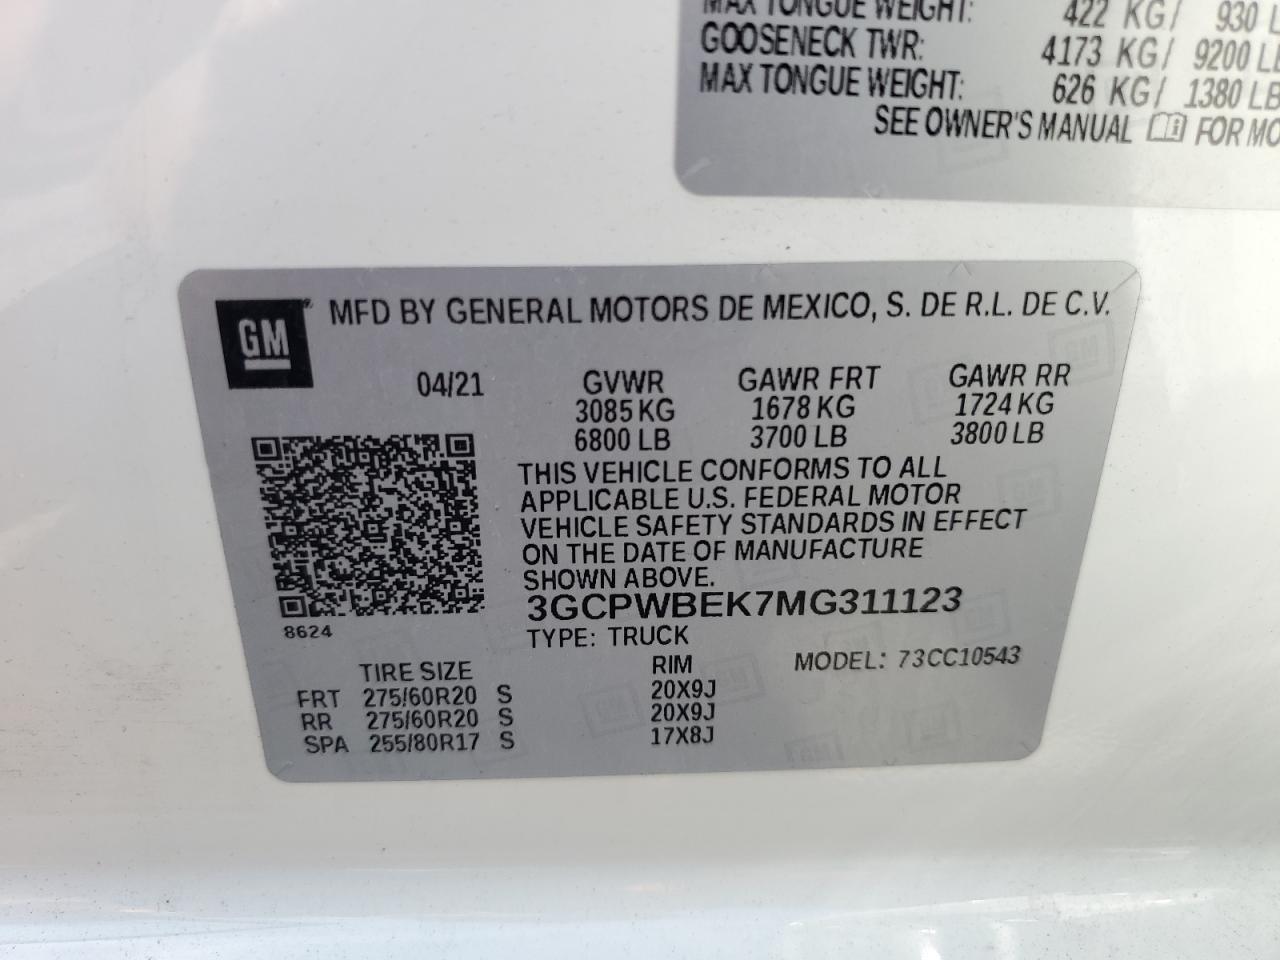 MAX TONGUE WEIGHT: 422 KG/ 930 L
GOOSENECK TWR: 4173 KG/ 9200 LB
MAX TONGUE WEIGHT: 626 KG/ 1380 LB
SEE OWNER'S MANUAL FOR MO
GM MFD BY GENERAL MOTORS DE MEXICO, S. DE R.L. DE C.V.
04/21 GVWR GAWR FRT GAWR RR
3085 KG 1678 KG 1724 KG
6800 LB 3700 LB 3800 LB
THIS VEHICLE CONFORMS TO ALL
APPLICABLE U.S. FEDERAL MOTOR
VEHICLE SAFETY STANDARDS IN EFFECT
ON THE DATE OF MANUFACTURE
SHOWN ABOVE.
3GCPWBEK7MG311123
8624
TYPE: TRUCK
TIRE SIZE RIM MODEL: 73CC10543
FRT 275/60R20 S 20X9J
RR 275/60R20 S 20X9J
SPA 255/80R17 S 17X8J